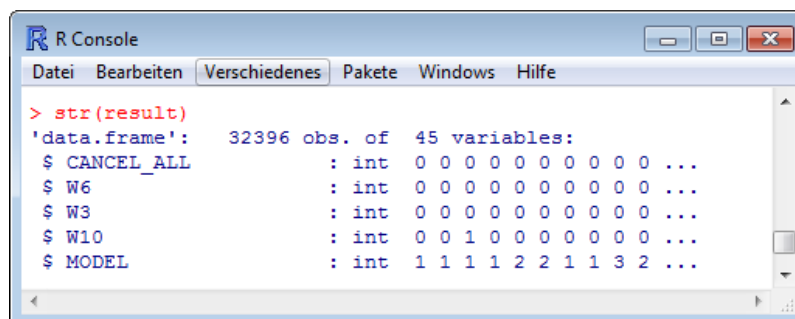 R Console
Datei Bearbeiten Verschiedenes Pakete Windows Hilfe
> str(result)
'data.frame':   32396 obs. of  45 variables:
 $ CANCEL_ALL            : int  0 0 0 0 0 0 0 0 0 0 ...
 $ W6                    : int  0 0 0 0 0 0 0 0 0 0 ...
 $ W3                    : int  0 0 0 0 0 0 0 0 0 0 ...
 $ W10                   : int  0 0 1 0 0 0 0 0 0 0 ...
 $ MODEL                 : int  1 1 1 1 2 2 1 1 3 2 ...